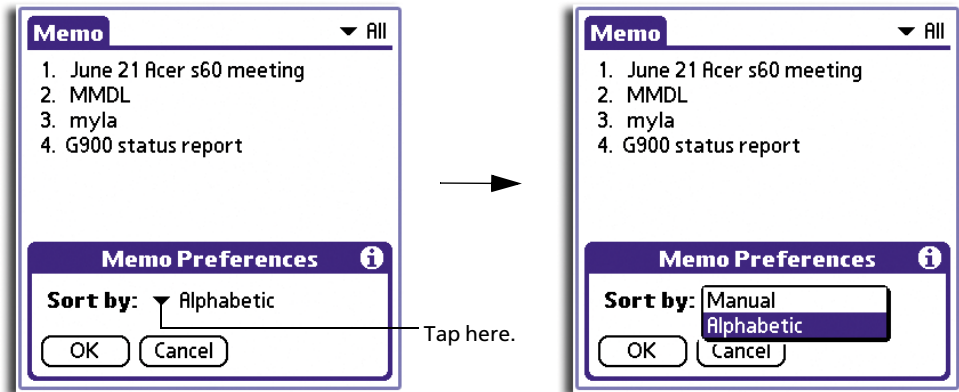 Memo
All
1. June 21 Acer s60 meeting
2. MMDL
3. myla
4. G900 status report
Memo Preferences
Sort by: Alphabetic
Tap here.
OK Cancel
Memo
All
1. June 21 Acer s60 meeting
2. MMDL
3. myla
4. G900 status report
Memo Preferences
Sort by: Manual
Alphabetic
OK Cancel